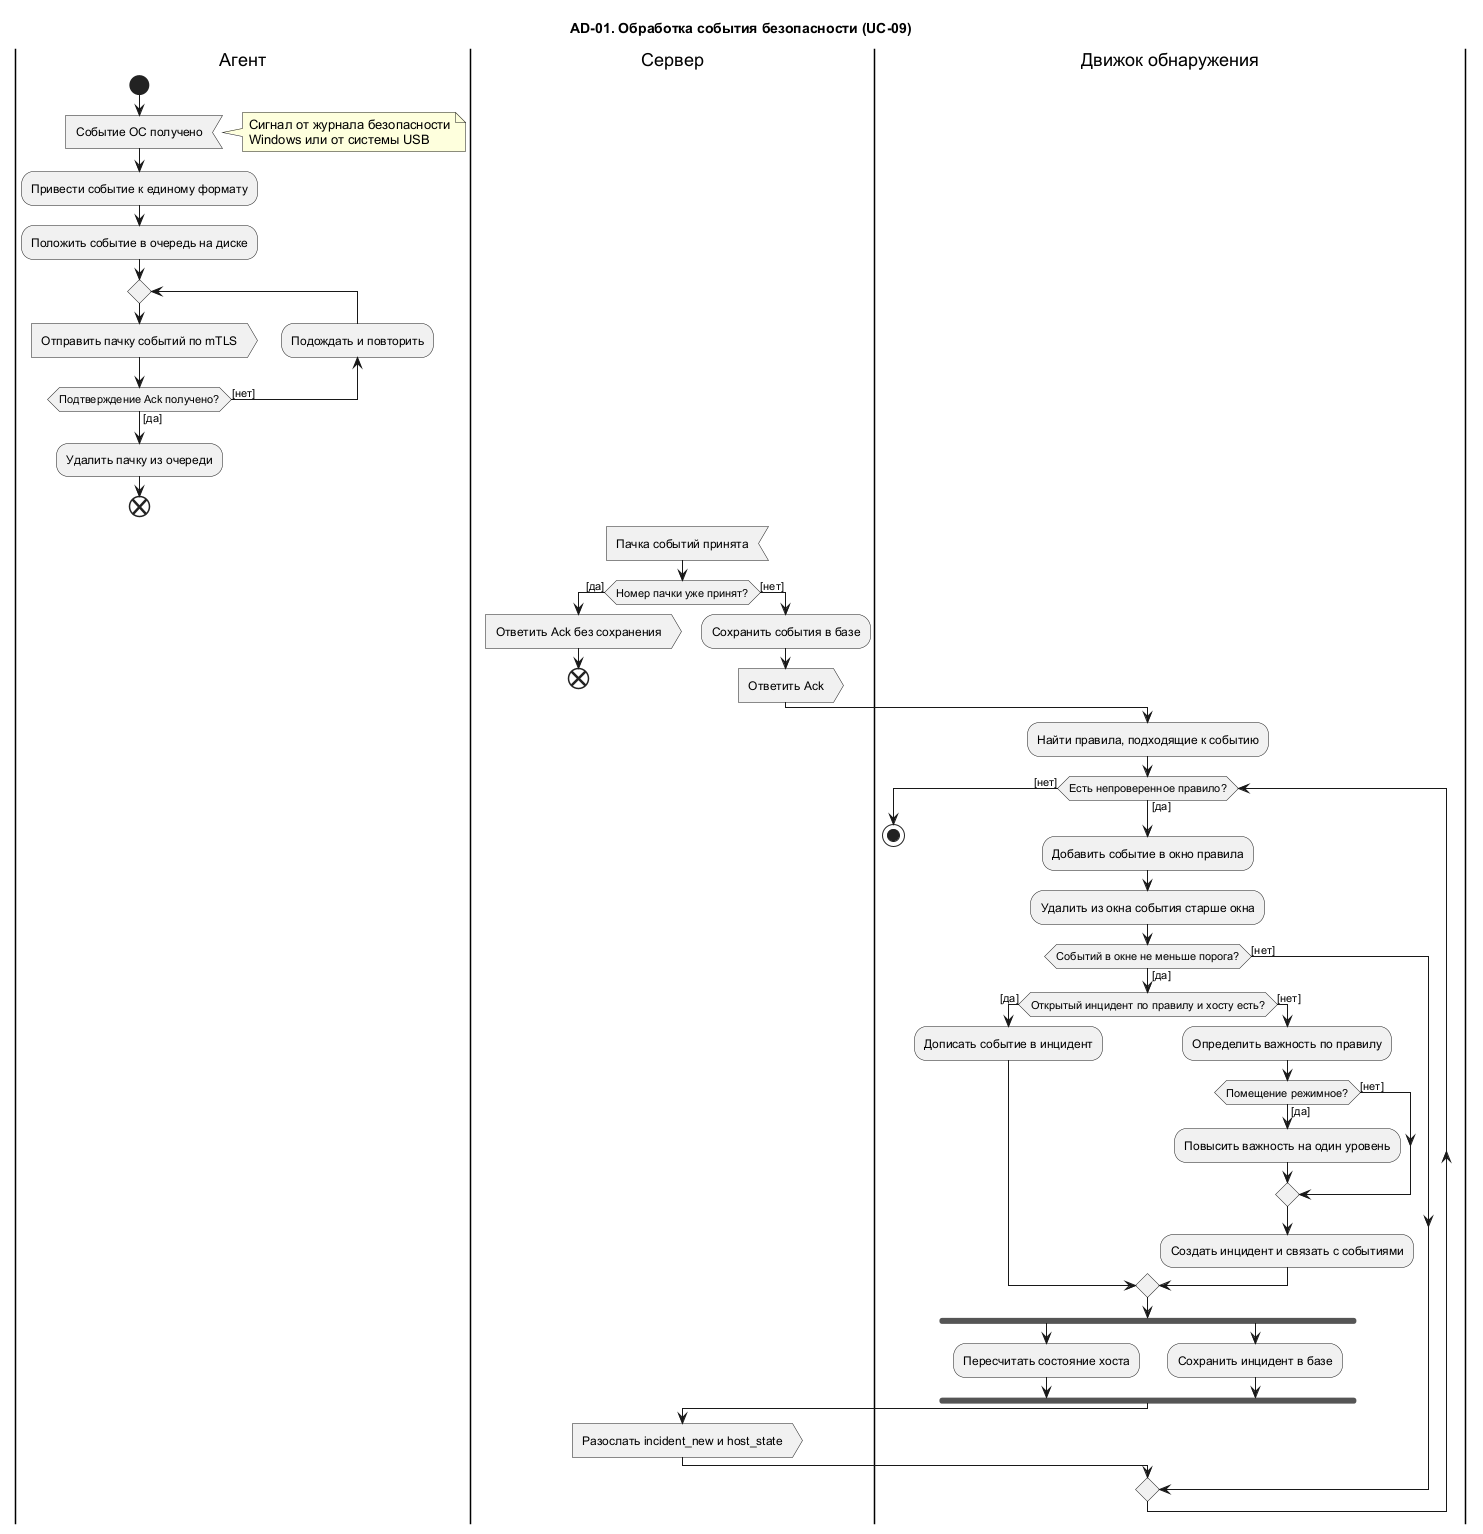 AD-01. Обработка события безопасности (UC-09)
Агент
Сервер
Движок обнаружения
Событие ОС получено
Сигнал от журнала безопасности
Windows или от системы USB
Привести событие к единому формату
Положить событие в очередь на диске
Отправить пачку событий по mTLS
Подождать и повторить
Подтверждение Ack получено?
[нет]
[да]
Удалить пачку из очереди
Пачка событий принята
[да]
Номер пачки уже принят?
[нет]
Ответить Ack без сохранения
Сохранить события в базе
Ответить Ack
Найти правила, подходящие к событию
[нет]
Есть непроверенное правило?
[да]
Добавить событие в окно правила
Удалить из окна события старше окна
Событий в окне не меньше порога?
[нет]
[да]
[да]
Открытый инцидент по правилу и хосту есть?
[нет]
Дописать событие в инцидент
Определить важность по правилу
Помещение режимное?
[нет]
[да]
Повысить важность на один уровень
Создать инцидент и связать с событиями
Пересчитать состояние хоста
Сохранить инцидент в базе
Разослать incident_new и host_state